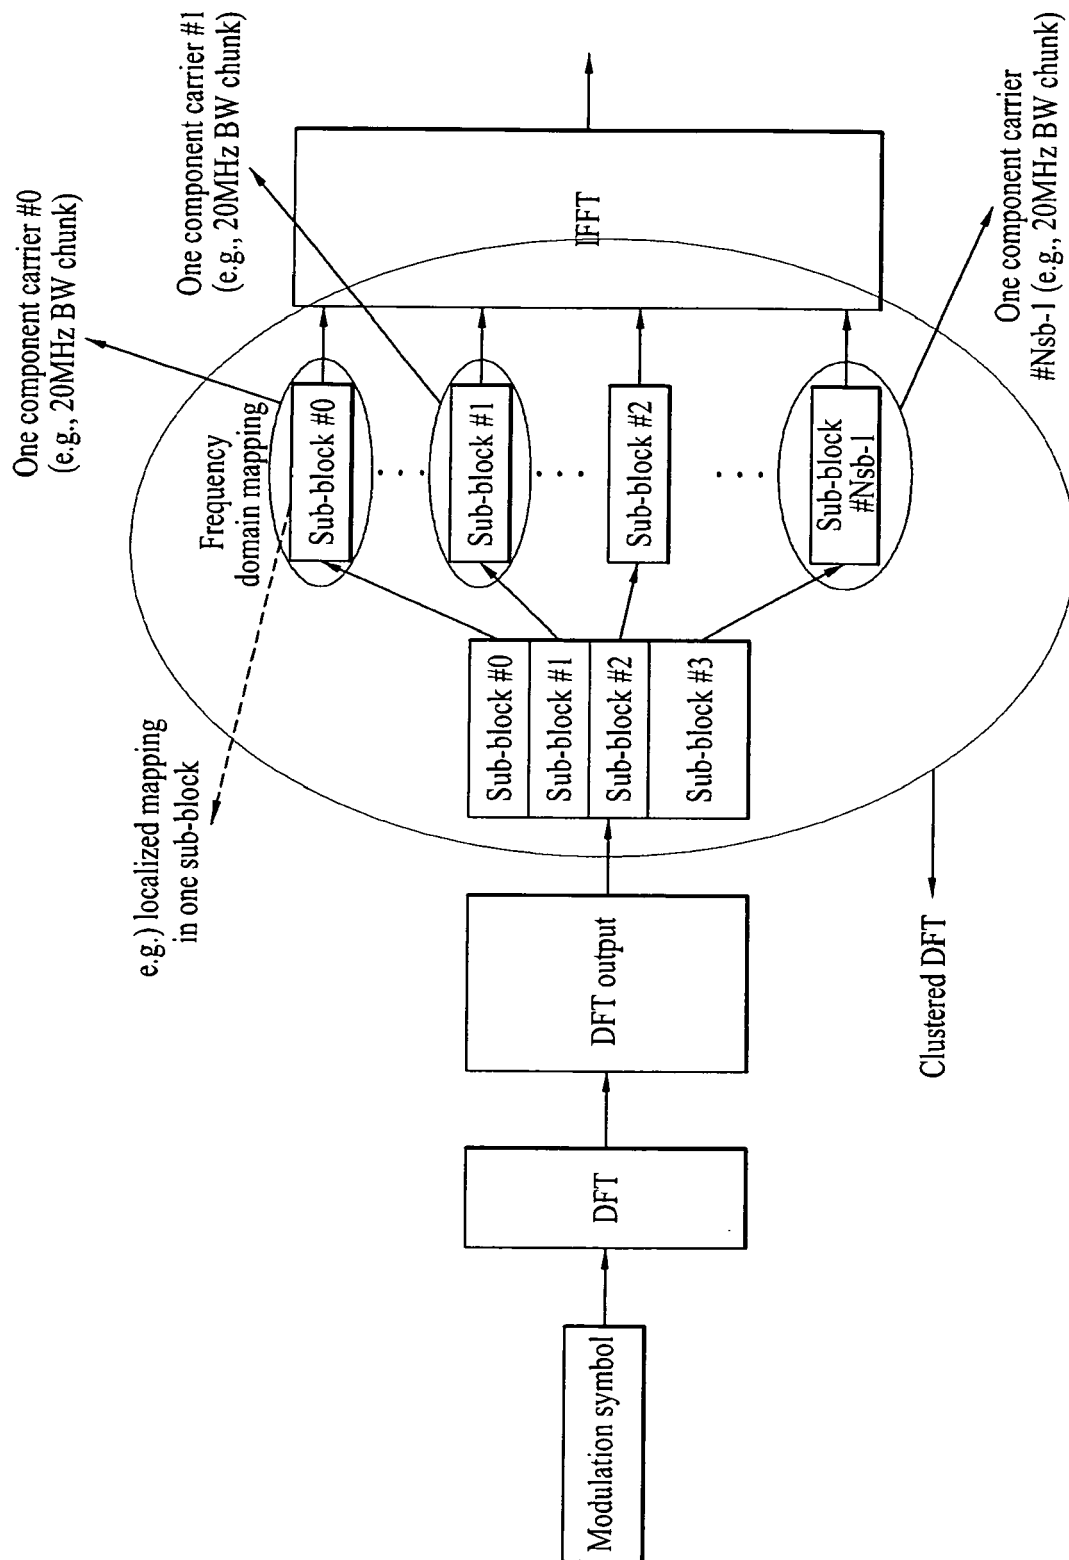 Modulation symbol
DFT
DFT output
Sub-block #0
Sub-block #1
Sub-block #2
Sub-block #3
e.g.) localized mapping
in one sub-block
Frequency
domain mapping
Sub-block #0
Sub-block #1
Sub-block #2
Sub-block
#Nsb-1
IFFT
One component carrier #0
(e.g., 20MHz BW chunk)
One component carrier #1
(e.g., 20MHz BW chunk)
One component carrier
#Nsb-1 (e.g., 20MHz BW chunk)
Clustered DFT